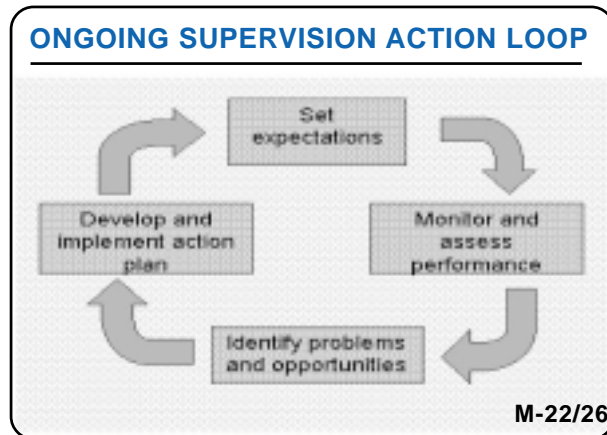 ONGOING SUPERVISION ACTION LOOP
Set
expectations
Develop and
implement action
plan
Monitor and
assess
performance
Identify problems
and opportunities
M-22/26